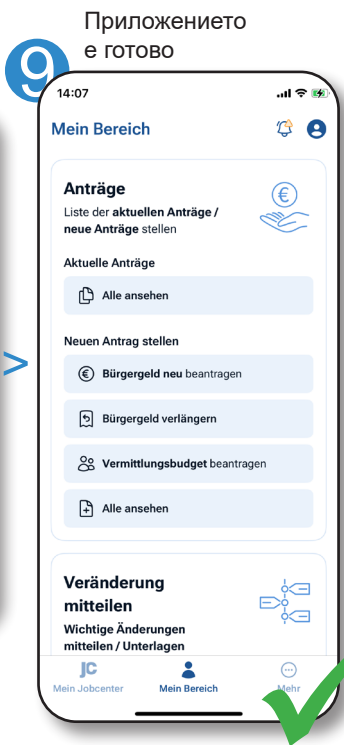 Приложението
е готово
9
14:07
Mein Bereich
Anträge
Liste der aktuellen Anträge /
neue Anträge stellen
Aktuelle Anträge
Alle ansehen
Neuen Antrag stellen
>
Bürgergeld neu beantragen
Bürgergeld verlängern
Vermittlungsbudget beantragen
Alle ansehen
Veränderung
mitteilen
Wichtige Änderungen
mitteilen / Unterlagen
JC
Mein Jobcenter Mein Bereich Mehr